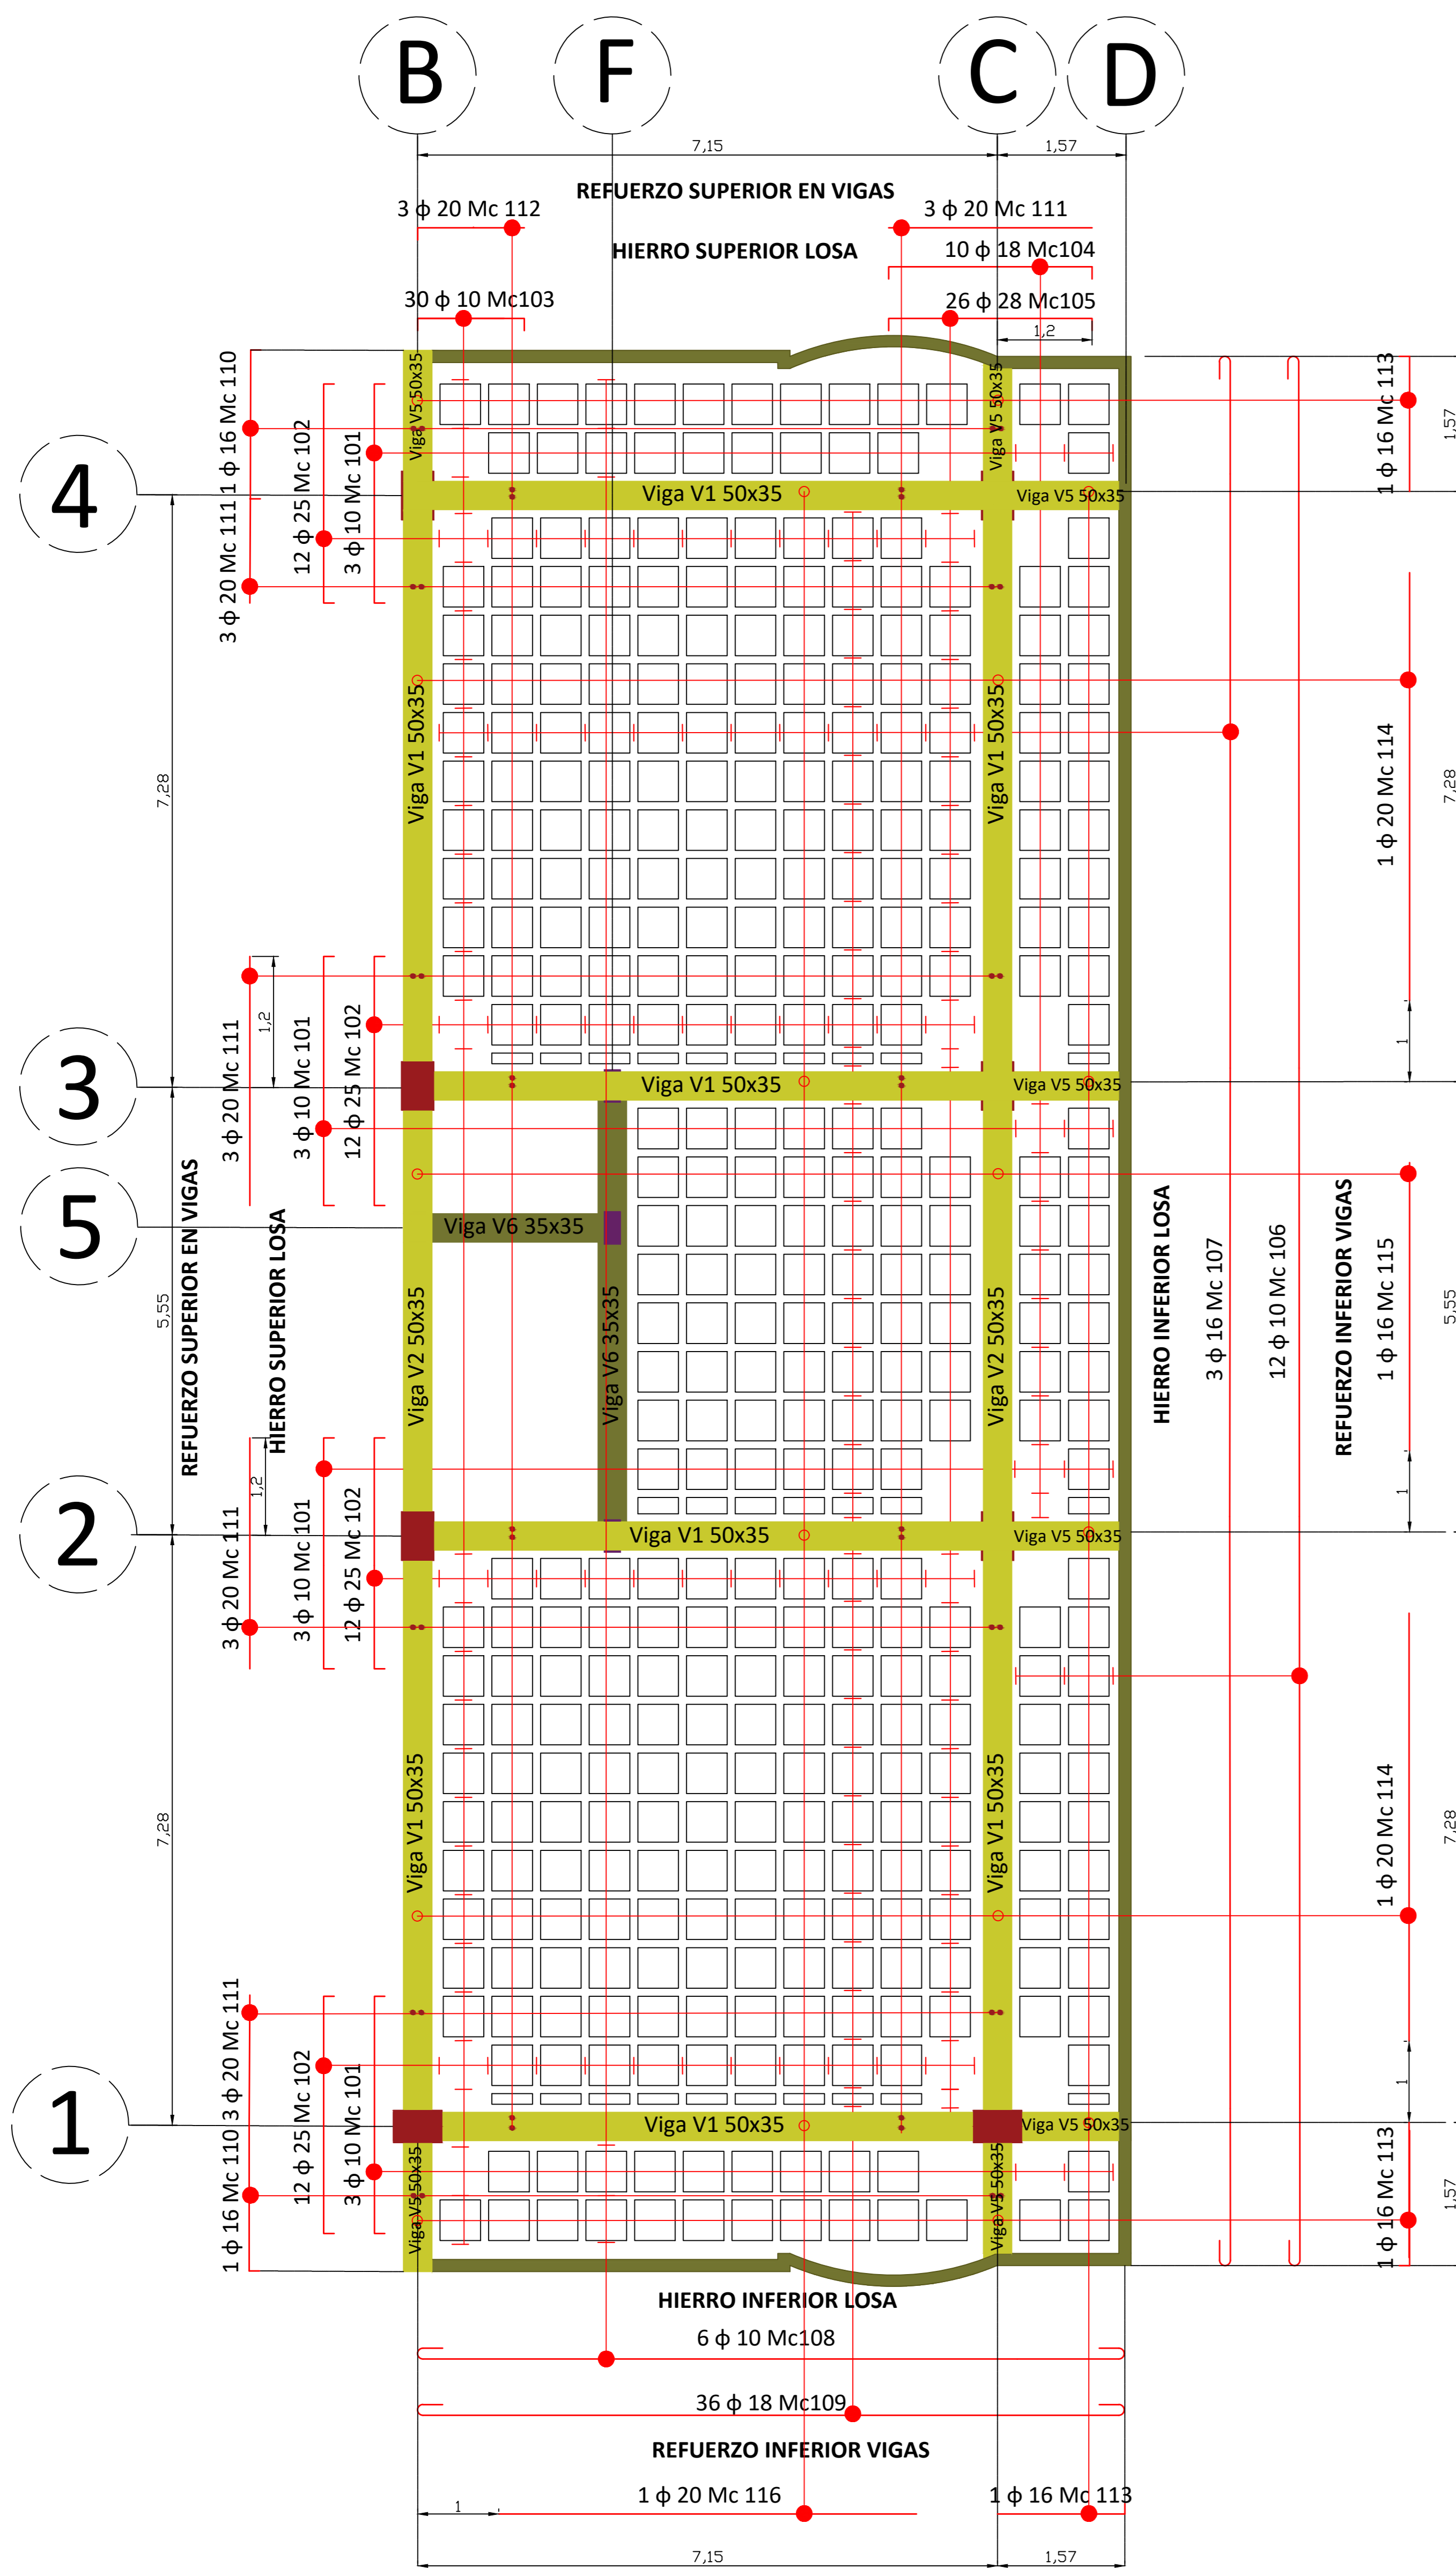 B
F
C
D
7,15
1,57
REFUERZO SUPERIOR EN VIGAS
3 ϕ 20 Mc 112
3 ϕ 20 Mc 111
HIERRO SUPERIOR LOSA
10 ϕ 18 Mc104
30 ϕ 10 Mc103
26 ϕ 28 Mc105
1,2
4
3
5
2
1
7,28
5,55
7,28
3 ϕ 20 Mc 111 1 ϕ 16 Mc 110
12 ϕ 25 Mc 102
3 ϕ 10 Mc 101
3 ϕ 20 Mc 111
1,2
3 ϕ 10 Mc 101
12 ϕ 25 Mc 102
REFUERZO SUPERIOR EN VIGAS
HIERRO SUPERIOR LOSA
3 ϕ 20 Mc 111
1,2
3 ϕ 10 Mc 101
12 ϕ 25 Mc 102
1 ϕ 16 Mc 110 3 ϕ 20 Mc 111
12 ϕ 25 Mc 102
3 ϕ 10 Mc 101
Viga V5 50x35
Viga V5 50x35
Viga V1 50x35
Viga V5 50x35
Viga V1 50x35
Viga V1 50x35
Viga V1 50x35
Viga V5 50x35
Viga V6 35x35
Viga V2 50x35
Viga V6 35x35
Viga V2 50x35
Viga V1 50x35
Viga V5 50x35
Viga V1 50x35
Viga V1 50x35
Viga V1 50x35
Viga V5 50x35
Viga V5 50x35
Viga V5 50x35
HIERRO INFERIOR LOSA
3 ϕ 16 Mc 107
12 ϕ 10 Mc 106
REFUERZO INFERIOR VIGAS
1 ϕ 16 Mc 113
1 ϕ 20 Mc 114
1
1 ϕ 16 Mc 115
1
1 ϕ 20 Mc 114
1
1 ϕ 16 Mc 113
1,57
7,28
5,55
7,28
1,57
HIERRO INFERIOR LOSA
6 ϕ 10 Mc108
36 ϕ 18 Mc109
REFUERZO INFERIOR VIGAS
1
1 ϕ 20 Mc 116
1 ϕ 16 Mc 113
7,15
1,57